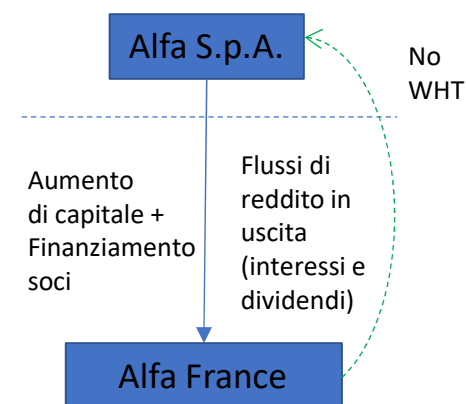 Alfa S.p.A.
No
WHT
Aumento
di capitale +
Finanziamento
soci
Flussi di
reddito in
uscita
(interessi e
dividendi)
Alfa France